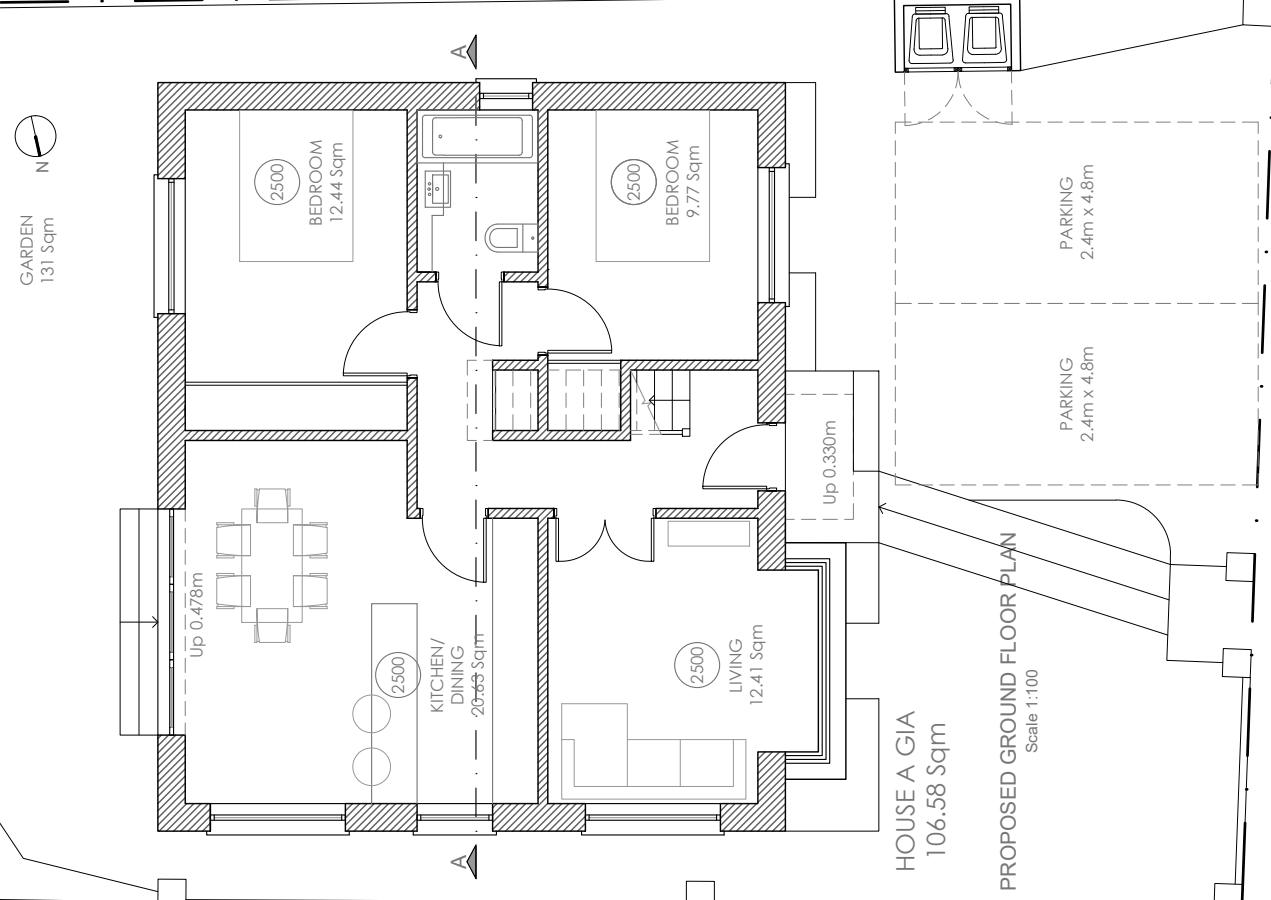 A
N
GARDEN
131 Sqm
2500
BEDROOM
12.44 Sqm
2500
BEDROOM
9.77 Sqm
PARKING
2.4m x 4.8m
PARKING
2.4m x 4.8m
Up 0.330m
Up 0.478m
2500
KITCHEN/
DINING
20.63 Sqm
2500
LIVING
12.41 Sqm
A
HOUSE A GIA
106.58 Sqm
PROPOSED GROUND FLOOR PLAN
Scale 1:100